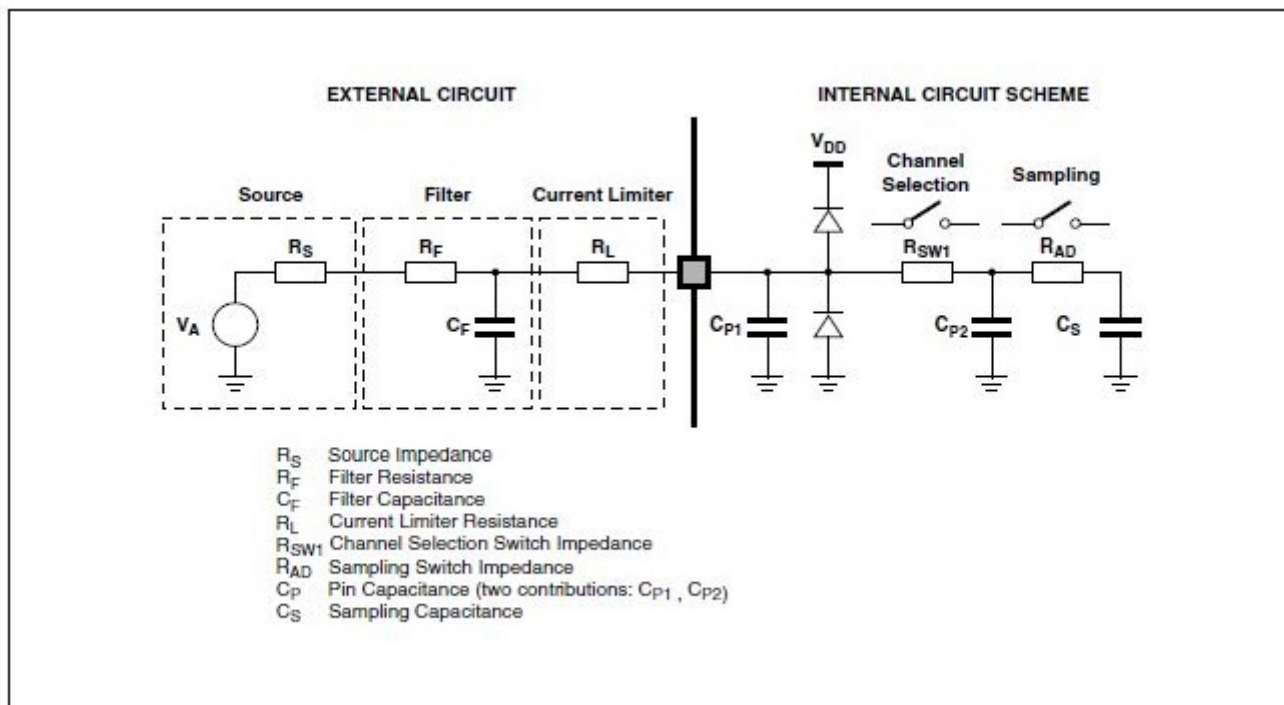 EXTERNAL CIRCUIT
INTERNAL CIRCUIT SCHEME
Source
Filter
Current Limiter
VDD
Channel
Selection
Sampling
RS
RF
RL
RSW1
RAD
VA
CF
CP1
CP2
CS
RS Source Impedance
RF Filter Resistance
CF Filter Capacitance
RL Current Limiter Resistance
RSW1 Channel Selection Switch Impedance
RAD Sampling Switch Impedance
CP Pin Capacitance (two contributions: CP1 , CP2)
CS Sampling Capacitance